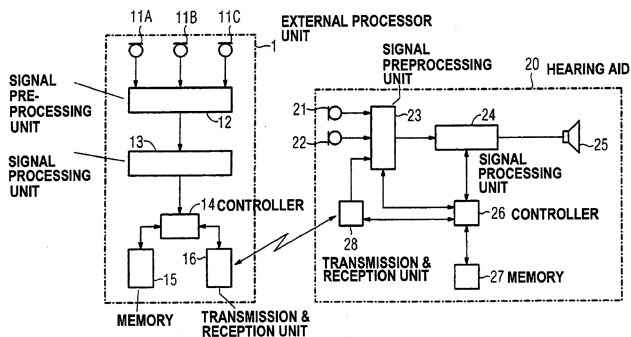 11A 11B 11C
EXTERNAL PROCESSOR
UNIT
1
SIGNAL
PRE-
PROCESSING
UNIT
12
SIGNAL
PROCESSING
UNIT
13
14 CONTROLLER
15
16
MEMORY
TRANSMISSION &
RECEPTION UNIT
SIGNAL
PREPROCESSING
UNIT
20 HEARING AID
21
22
23
24
25
SIGNAL
PROCESSING
UNIT
26 CONTROLLER
28
TRANSMISSION &
RECEPTION UNIT
27 MEMORY